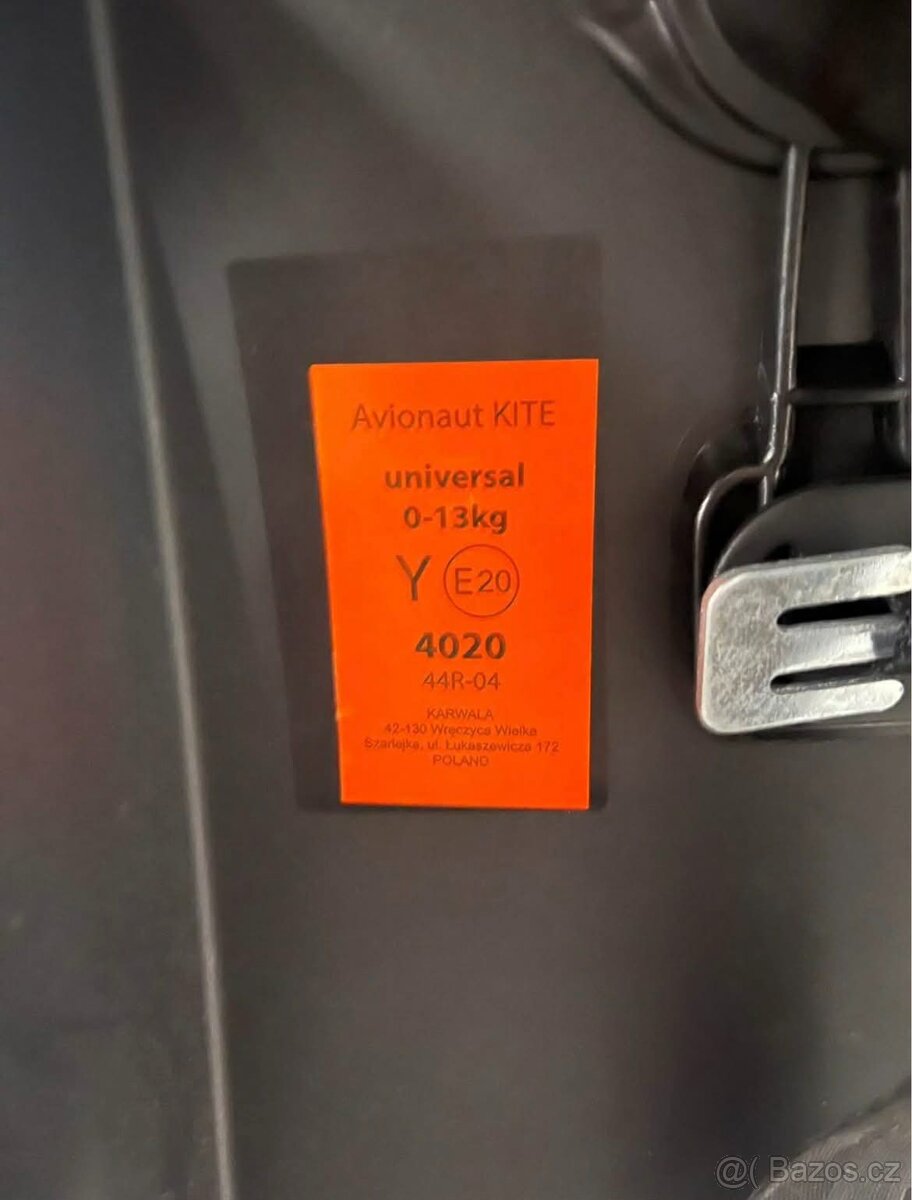 Avionaut KITE
universal
0-13kg
Y E20
4020
44R-04
KARWALA
42-130 Wręczyca Wielka
Szarlejka, ul. Łukaszewicza 172
POLAND
@( Bazos.cz